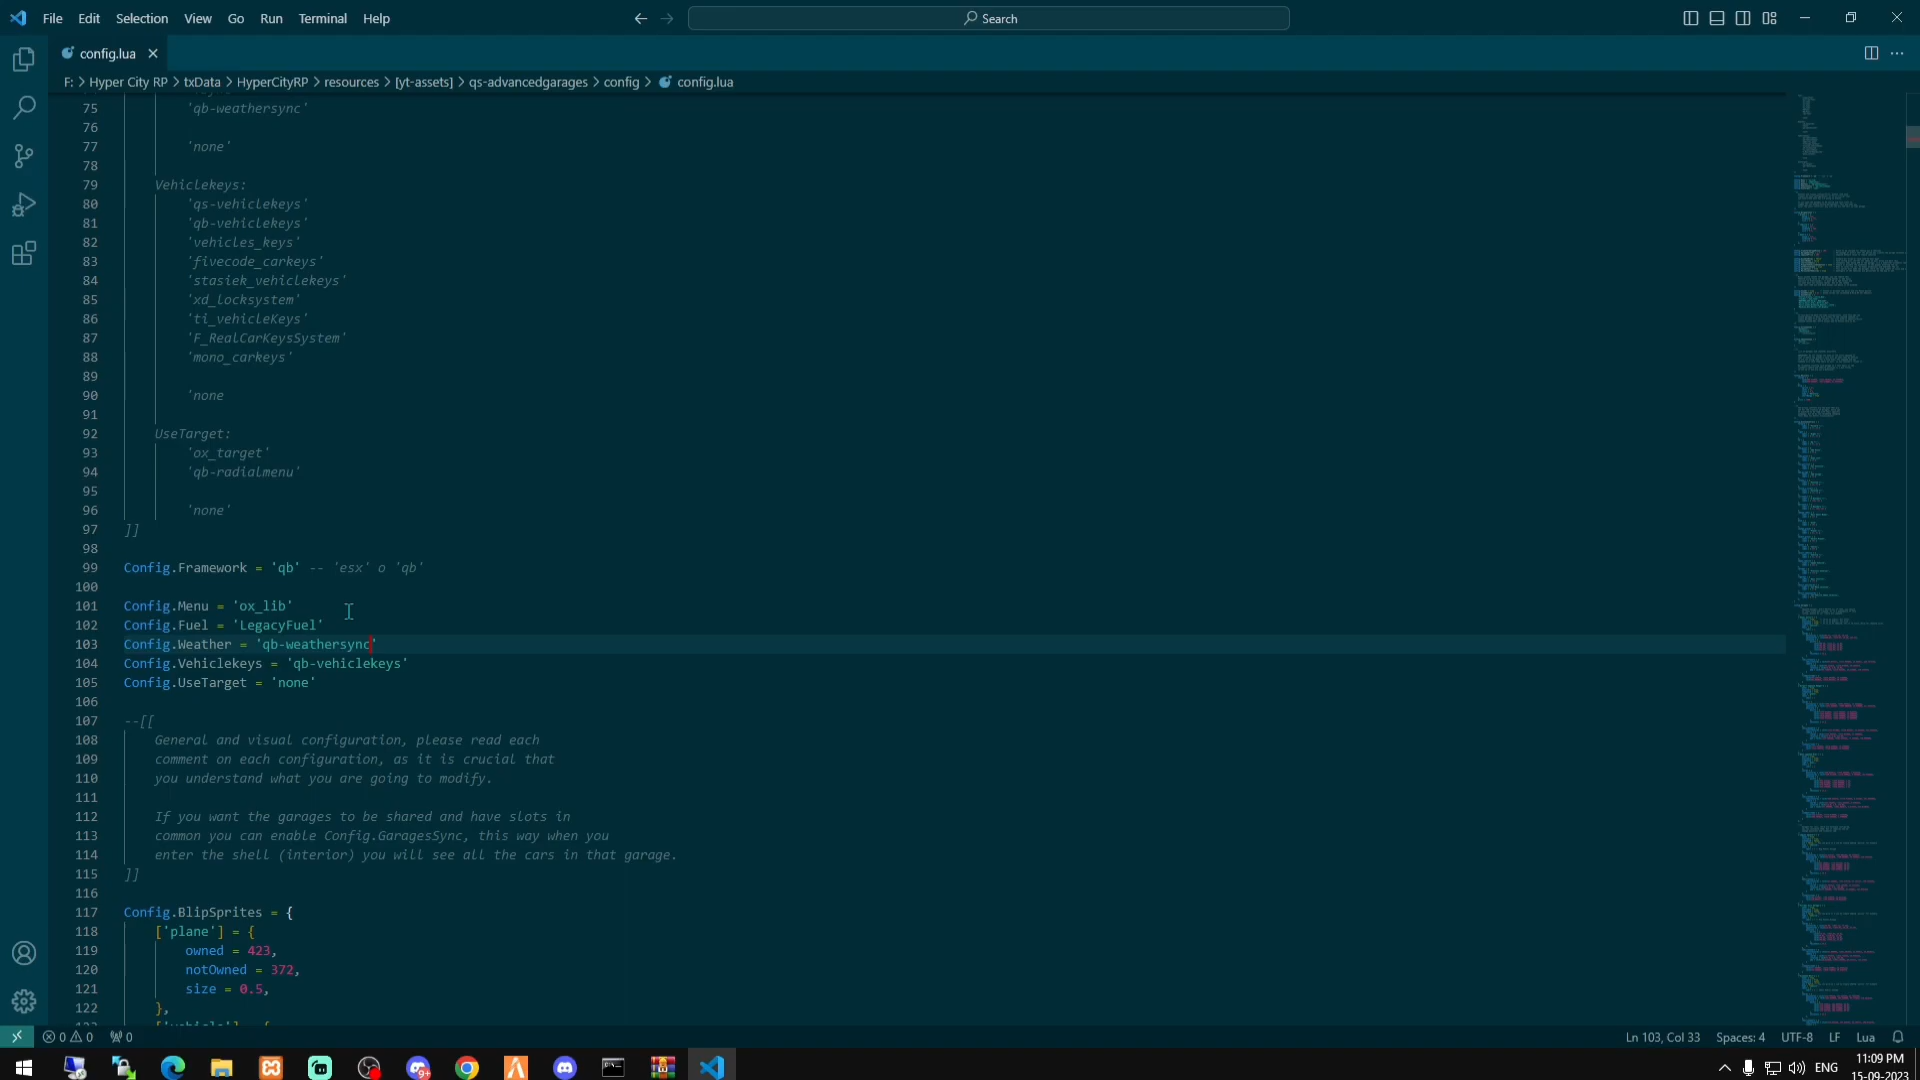 File Edit Selection View Go Run Terminal Help
Search
config.lua
F: > Hyper City RP > txData > HyperCityRP > resources > [yt-assets] > qs-advancedgarages > config > config.lua
75 'qb-weathersync'
76
77 'none'
78
79 Vehiclekeys:
80 'qs-vehiclekeys'
81 'qb-vehiclekeys'
82 'vehicles_keys'
83 'fivecode_carkeys'
84 'stasiek_vehiclekeys'
85 'xd_locksystem'
86 'ti_vehicleKeys'
87 'F_RealCarKeysSystem'
88 'mono_carkeys'
89
90 'none
91
92 UseTarget:
93 'ox_target'
94 'qb-radialmenu'
95
96 'none'
97 ]]
98
99 Config.Framework = 'qb' -- 'esx' o 'qb'
100
101 Config.Menu = 'ox_lib'
102 Config.Fuel = 'LegacyFuel'
103 Config.Weather = 'qb-weathersync'
104 Config.Vehiclekeys = 'qb-vehiclekeys'
105 Config.UseTarget = 'none'
106
107 --[[
108 General and visual configuration, please read each
109 comment on each configuration, as it is crucial that
110 you understand what you are going to modify.
111
112 If you want the garages to be shared and have slots in
113 common you can enable Config.GaragesSync, this way when you
114 enter the shell (interior) you will see all the cars in that garage.
115 ]]
116
117 Config.BlipSprites = {
118 ['plane'] = {
119 owned = 423,
120 notOwned = 372,
121 size = 0.5,
122 },
0 0 0
Ln 103, Col 33 Spaces: 4 UTF-8 LF Lua
9+
ENG
11:09 PM
15-09-2023